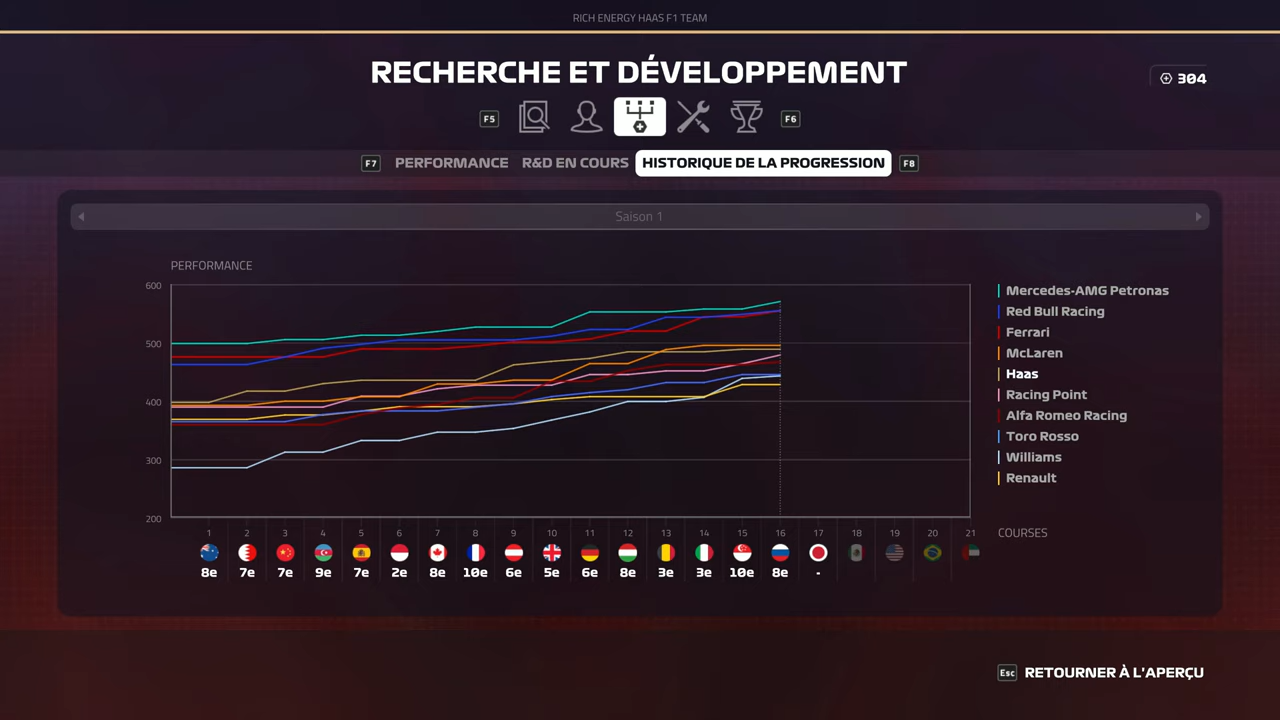 RICH ENERGY HAAS F1 TEAM
RECHERCHE ET DÉVELOPPEMENT
304
F5
F6
F7
PERFORMANCE
R&D EN COURS
HISTORIQUE DE LA PROGRESSION
F8
Saison 1
PERFORMANCE
600
500
400
300
200
Mercedes-AMG Petronas
Red Bull Racing
Ferrari
McLaren
Haas
Racing Point
Alfa Romeo Racing
Toro Rosso
Williams
Renault
1 2 3 4 5 6 7 8 9 10 11 12 13 14 15 16 17 18 19 20 21
COURSES
8e 7e 7e 9e 7e 2e 8e 10e 6e 5e 6e 8e 3e 3e 10e 8e -
Esc RETOURNER À L'APERÇU